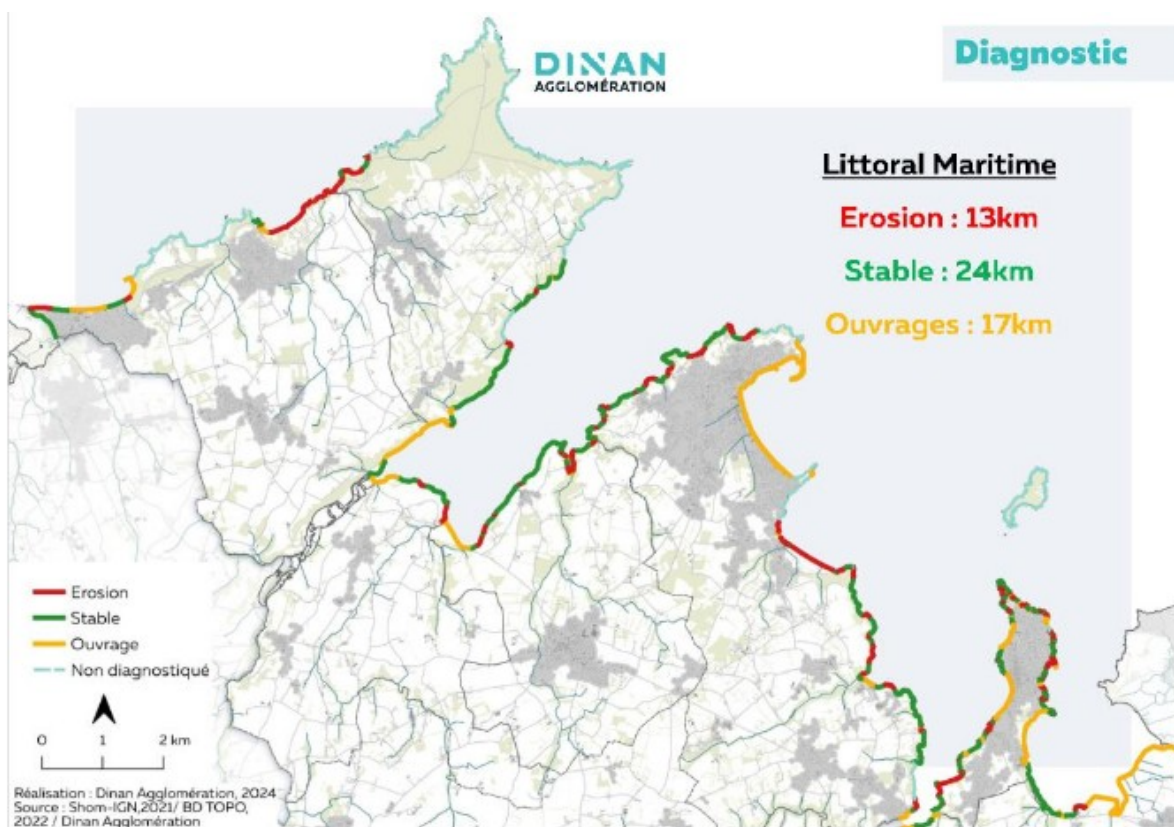 DINAN
AGGLOMÉRATION
Diagnostic
Littoral Maritime
Erosion : 13km
Stable : 24km
Ouvrages : 17km
Erosion
Stable
Ouvrage
Non diagnostiqué
0 1 2 km
Réalisation : Dinan Agglomération, 2024
Source : Shom-IGN,2021/ BD TOPO,
2022 / Dinan Agglomération